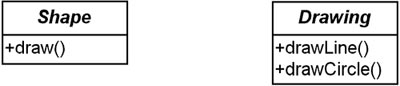 Shape
+draw()
Drawing
+drawLine()
+drawCircle()